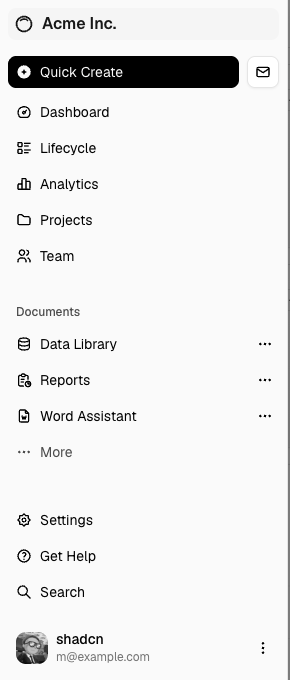 Acme Inc.
Quick Create
Dashboard
Lifecycle
Analytics
Projects
Team
Documents
Data Library
Reports
Word Assistant
More
Settings
Get Help
Search
shadcn
m@example.com